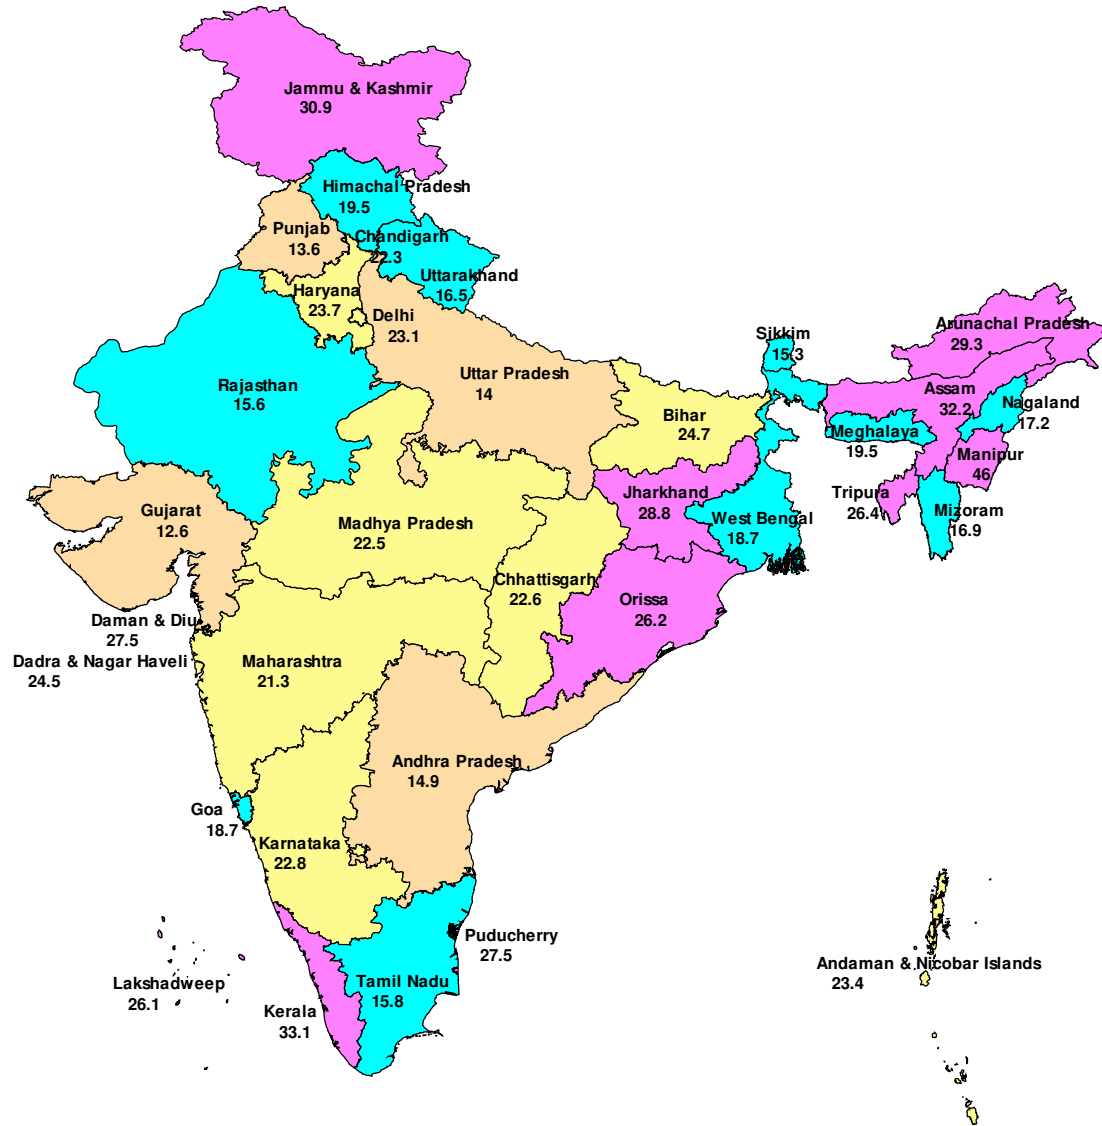 Jammu & Kashmir
30.9
Himachal Pradesh
19.5
Punjab
13.6
Chandigarh
22.3
Uttarakhand
16.5
Haryana
23.7
Delhi
23.1
Rajasthan
15.6
Uttar Pradesh
14
Bihar
24.7
Sikkim
15.3
Arunachal Pradesh
29.3
Assam
32.2
Nagaland
17.2
Meghalaya
19.5
Manipur
46
Tripura
26.4
Mizoram
16.9
Gujarat
12.6
Madhya Pradesh
22.5
Jharkhand
28.8
West Bengal
18.7
Chhattisgarh
22.6
Orissa
26.2
Daman & Diu
27.5
Dadra & Nagar Haveli
24.5
Maharashtra
21.3
Andhra Pradesh
14.9
Goa
18.7
Karnataka
22.8
Puducherry
27.5
Andaman & Nicobar Islands
23.4
Lakshadweep
26.1
Tamil Nadu
15.8
Kerala
33.1